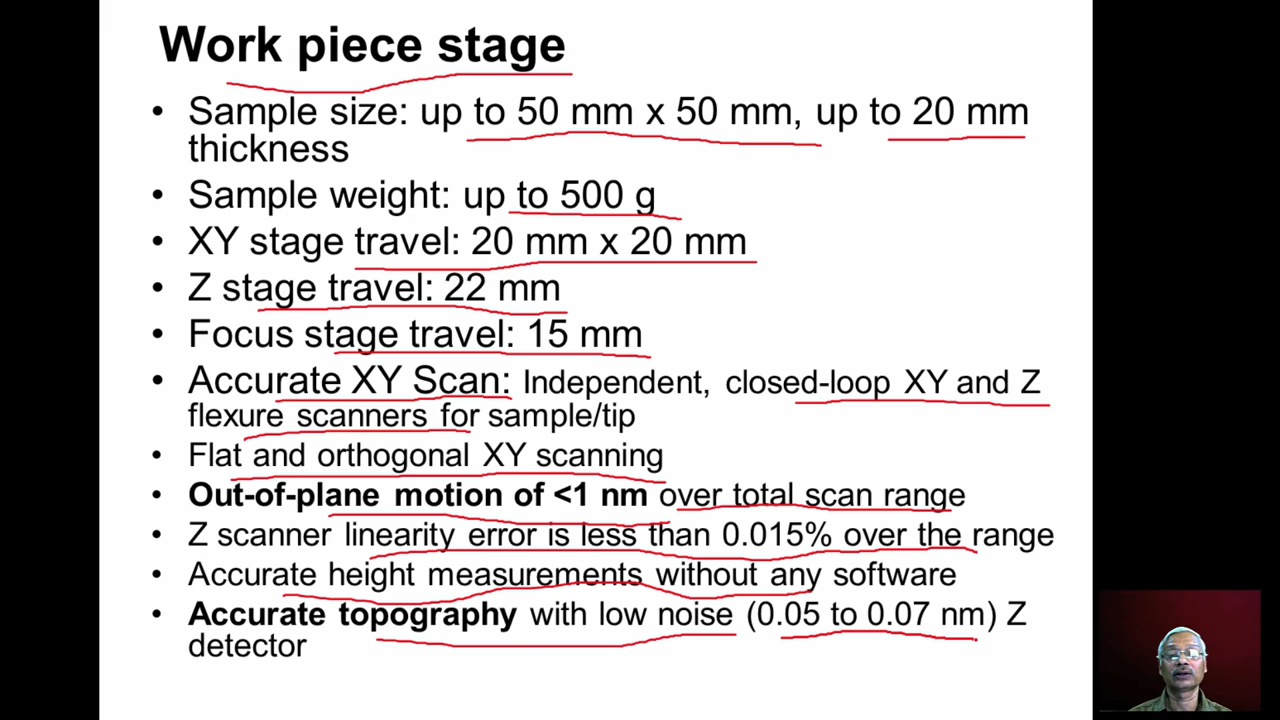 Work piece stage
• Sample size: up to 50 mm x 50 mm, up to 20 mm
thickness
• Sample weight: up to 500 g
• XY stage travel: 20 mm x 20 mm
• Z stage travel: 22 mm
• Focus stage travel: 15 mm
• Accurate XY Scan: Independent, closed-loop XY and Z
flexure scanners for sample/tip
• Flat and orthogonal XY scanning
• Out-of-plane motion of <1 nm over total scan range
• Z scanner linearity error is less than 0.015% over the range
• Accurate height measurements without any software
• Accurate topography with low noise (0.05 to 0.07 nm) Z
detector